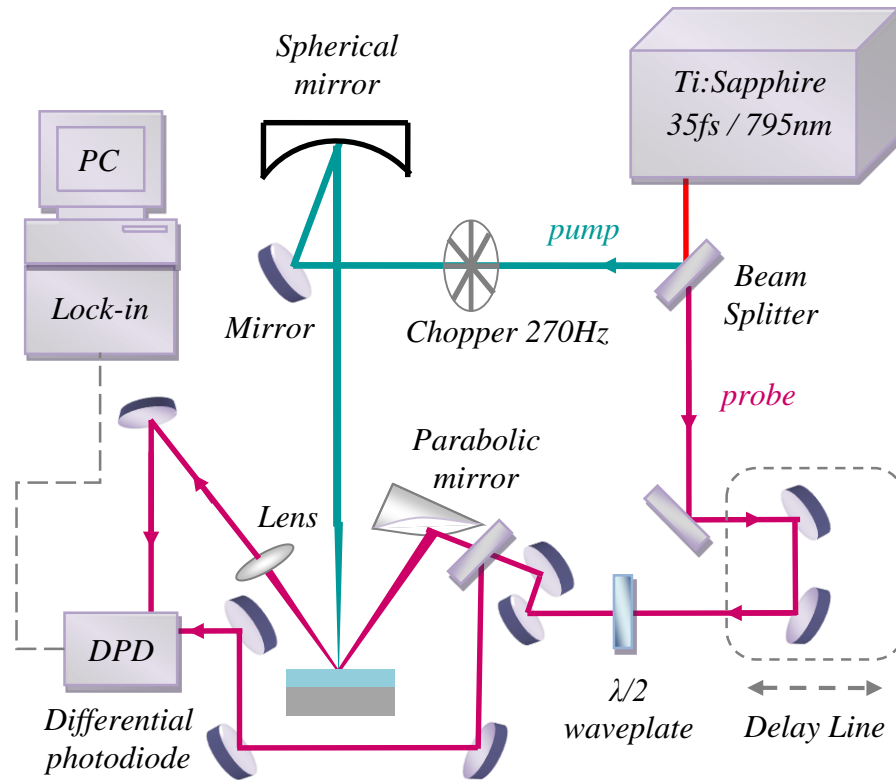 Spherical
mirror
Ti:Sapphire
35fs / 795nm
PC
pump
Lock-in
Mirror
Chopper 270Hz
Beam
Splitter
probe
Parabolic
mirror
Lens
DPD
λ/2
waveplate
Delay Line
Differential
photodiode